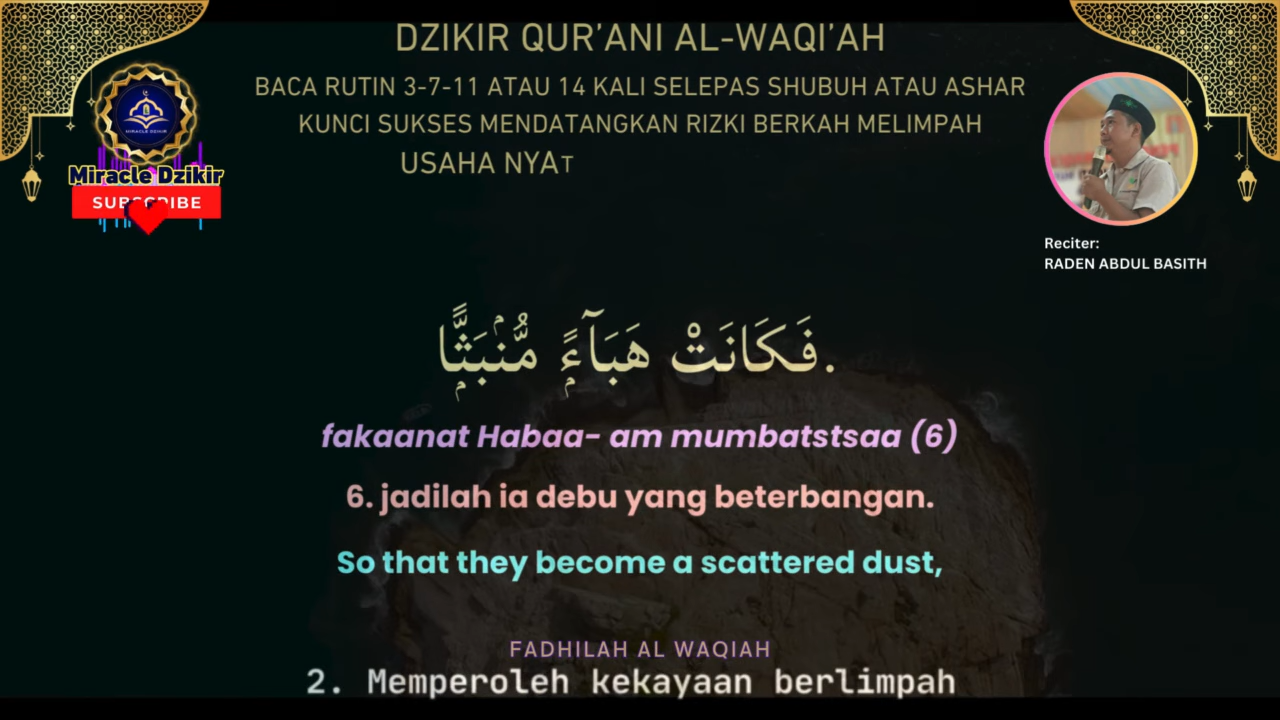 DZIKIR QUR'ANI AL-WAQI'AH
BACA RUTIN 3-7-11 ATAU 14 KALI SELEPAS SHUBUH ATAU ASHAR
KUNCI SUKSES MENDATANGKAN RIZKI BERKAH MELIMPAH
USAHA NYAT
MIRACLE DZIKIR
Miracle Dzikir
SUBSCRIBE
Reciter:
RADEN ABDUL BASITH
فَكَانَتْ هَبَآءًۭ مُّنۢبَثًّۭا.
fakaanat Habaa- am mumbatstsaa (6)
6. jadilah ia debu yang beterbangan.
So that they become a scattered dust,
FADHILAH AL WAQIAH
2. Memperoleh kekayaan berlimpah